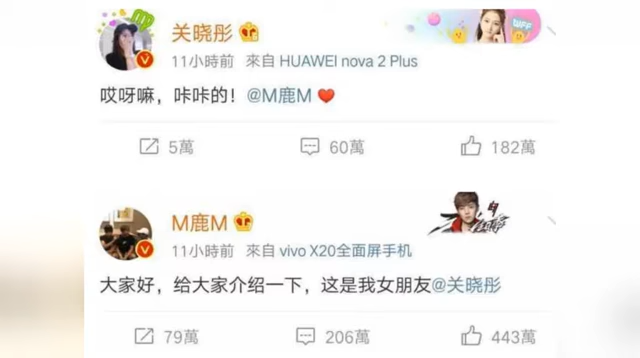 关晓彤
11小時前 來自 HUAWEI nova 2 Plus
哎呀嘛，咔咔的！@M鹿M
5萬 60萬 182萬
M鹿M
11小時前 來自 vivo X20全面屏手机
大家好，给大家介绍一下，这是我女朋友@关晓彤
79萬 206萬 443萬